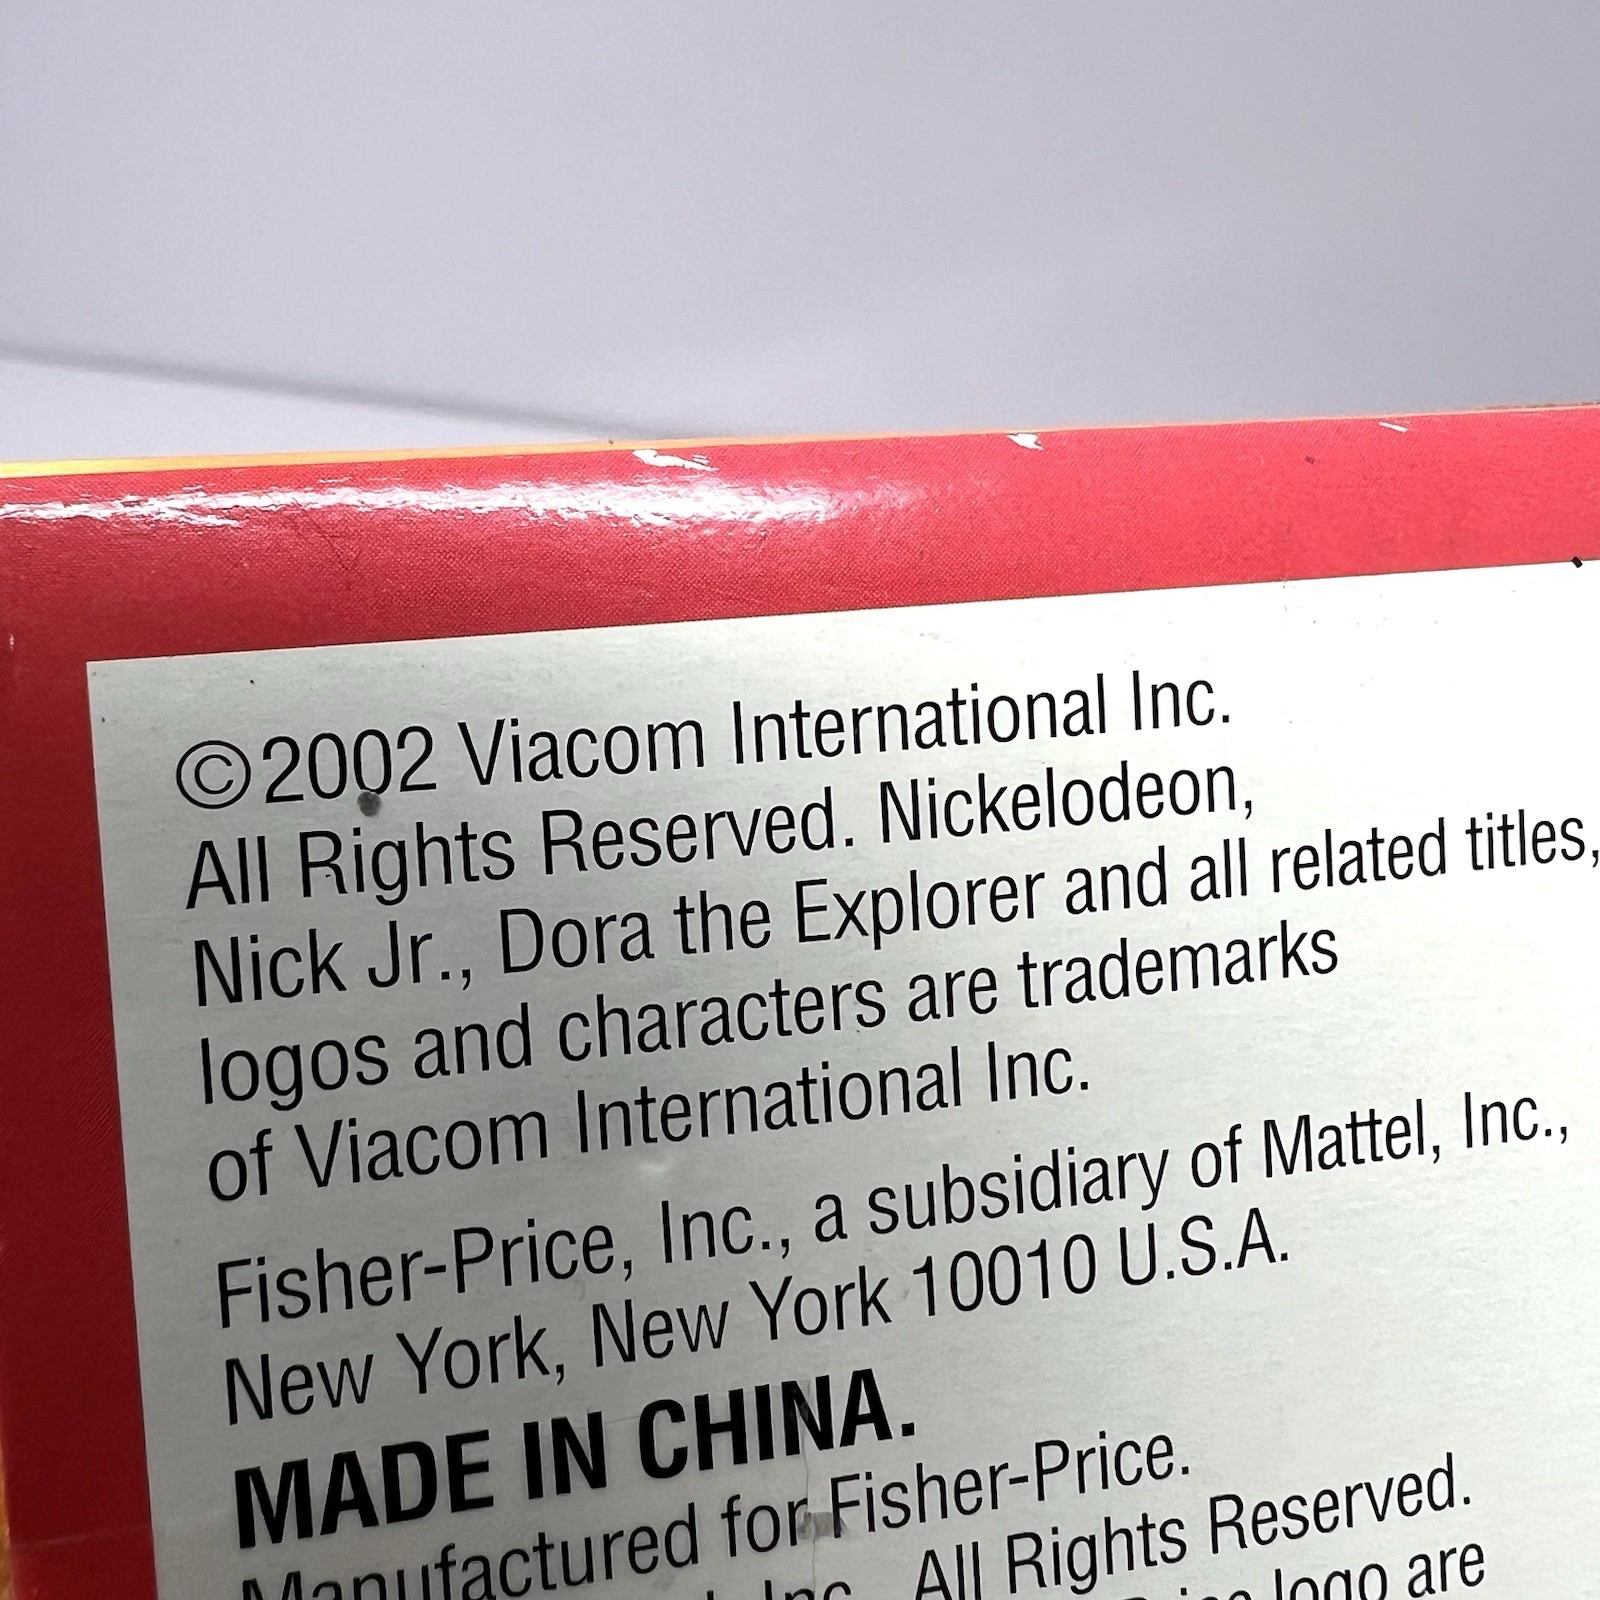 ©2002 Viacom International Inc.
All Rights Reserved. Nickelodeon,
Nick Jr., Dora the Explorer and all related titles,
logos and characters are trademarks
of Viacom International Inc.
Fisher-Price, Inc., a subsidiary of Mattel, Inc.,
New York, New York 10010 U.S.A.
MADE IN CHINA.
Manufactured for Fisher-Price.
Inc. All Rights Reserved.
logo are